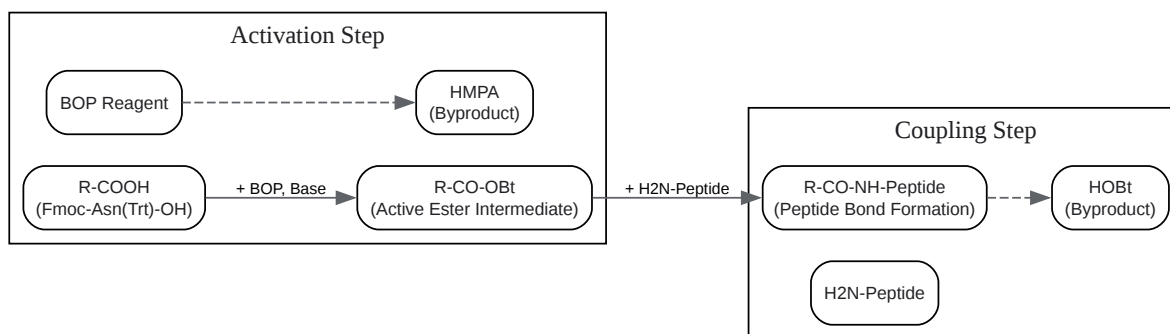 Activation Step
BOP Reagent
HMPA
(Byproduct)
R-COOH
(Fmoc-Asn(Trt)-OH)
+ BOP, Base
R-CO-OBt
(Active Ester Intermediate)
+ H2N-Peptide
Coupling Step
R-CO-NH-Peptide
(Peptide Bond Formation)
HOBt
(Byproduct)
H2N-Peptide